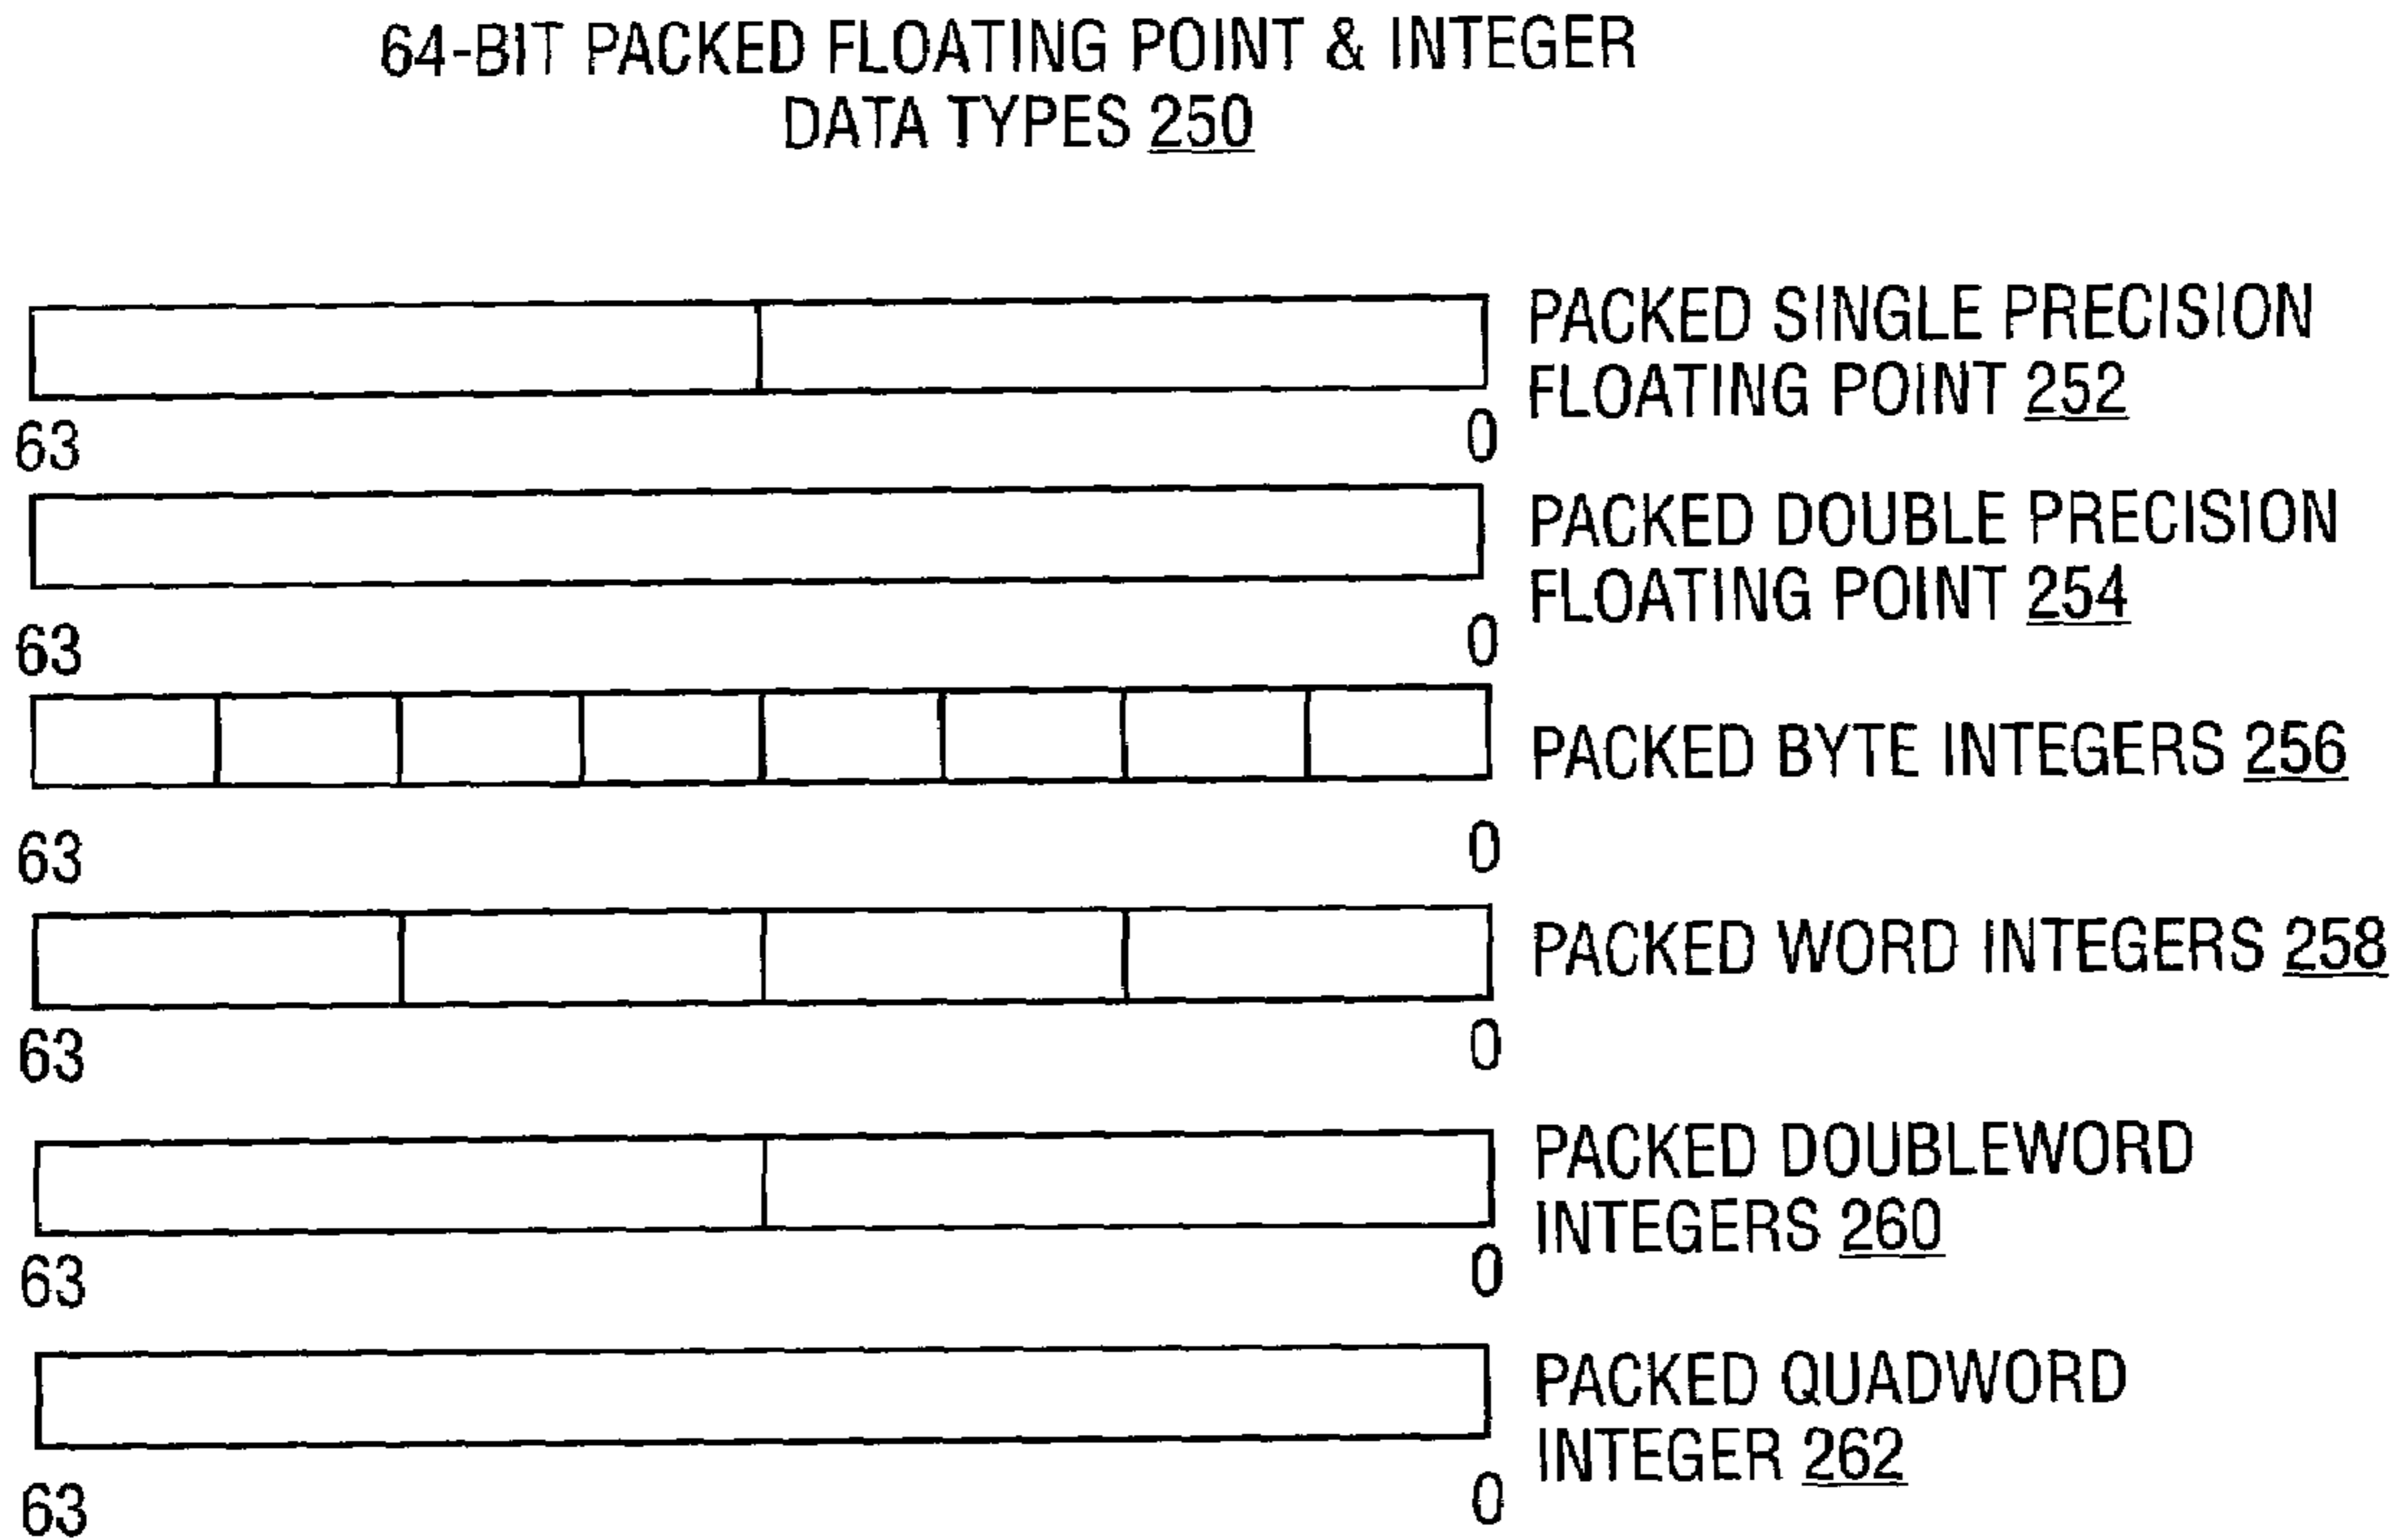 64-BIT PACKED FLOATING POINT & INTEGER
DATA TYPES 250
PACKED SINGLE PRECISION
FLOATING POINT 252
63 0
PACKED DOUBLE PRECISION
FLOATING POINT 254
63 0
PACKED BYTE INTEGERS 256
63 0
PACKED WORD INTEGERS 258
63 0
PACKED DOUBLEWORD
INTEGERS 260
63 0
PACKED QUADWORD
INTEGER 262
63 0